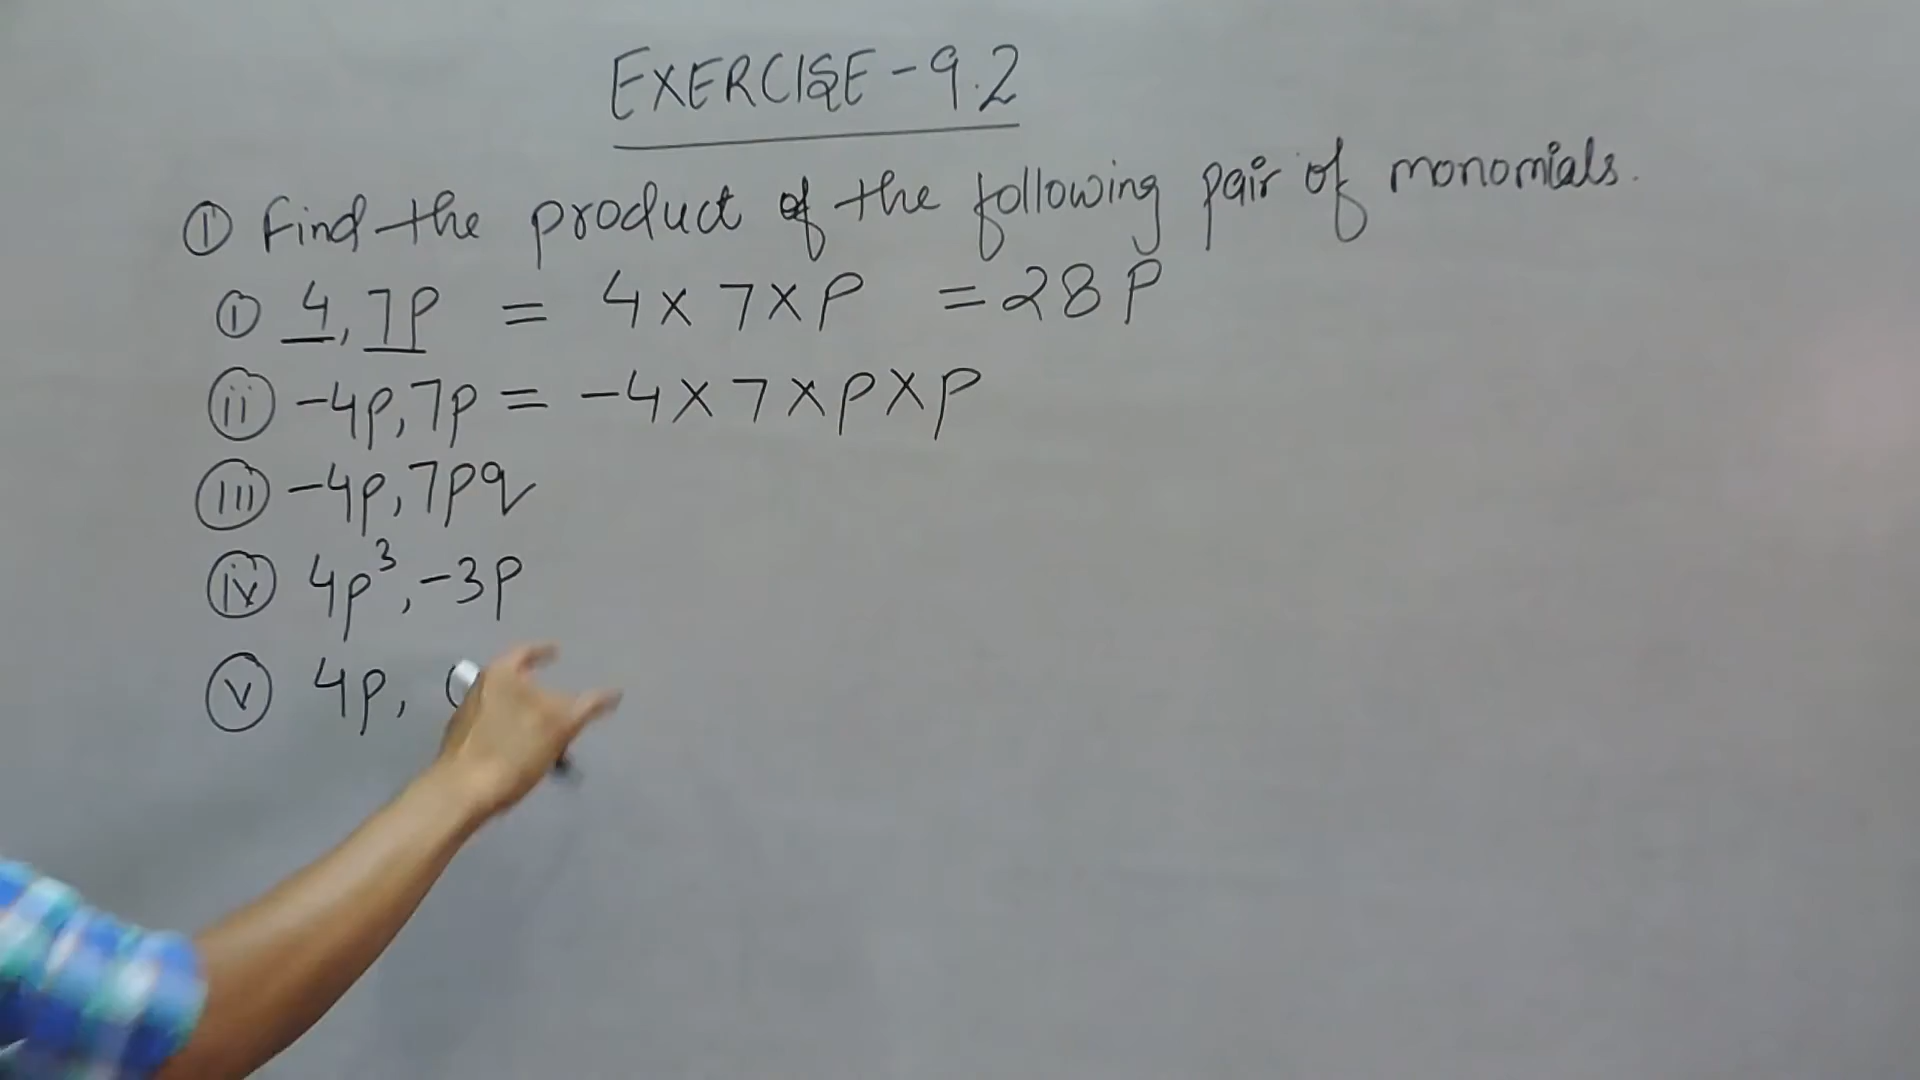 EXERCISE-9.2
① Find the product of the following pair of monomials.
ⓘ 4, 7p = 4 × 7 × p = 28p
ⓘⓘ -4p, 7p = -4 × 7 × p × p
ⓘⓘⓘ -4p, 7pq
ⓘⓥ 4p³, -3p
ⓥ 4p,